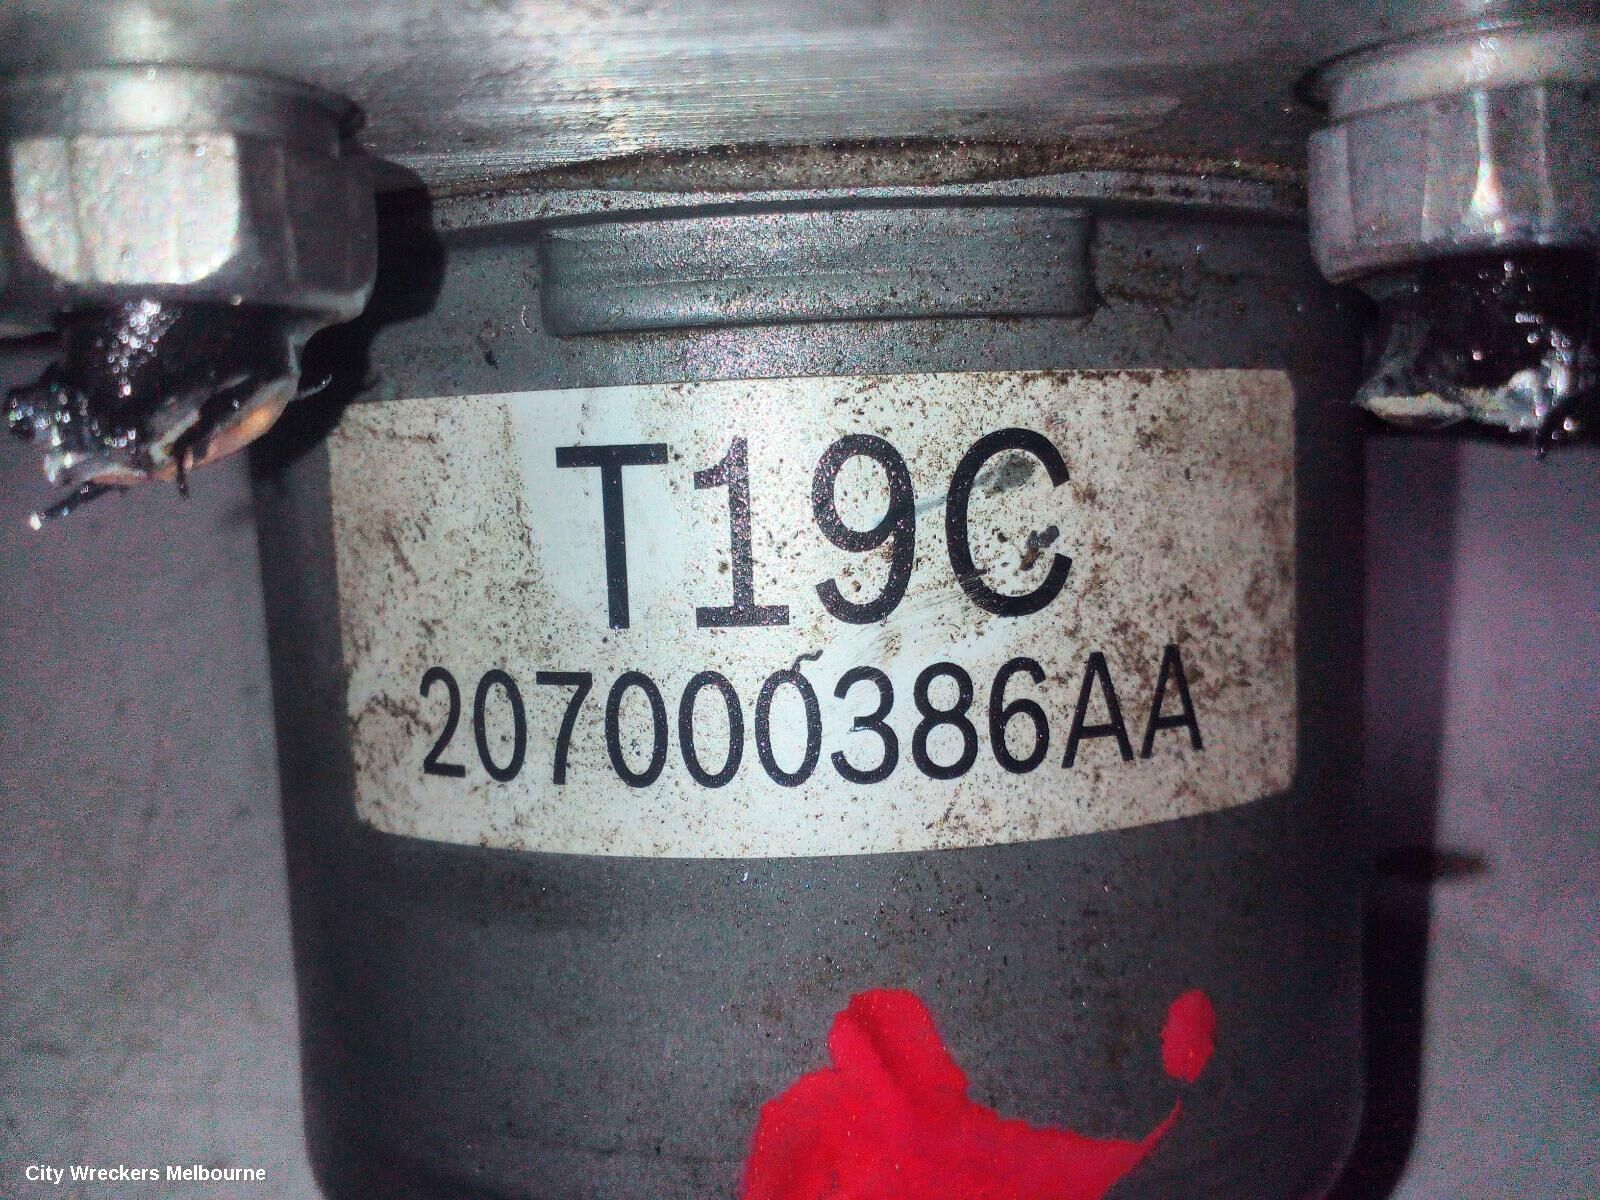 T19C
207000386AA
City Wreckers Melbourne